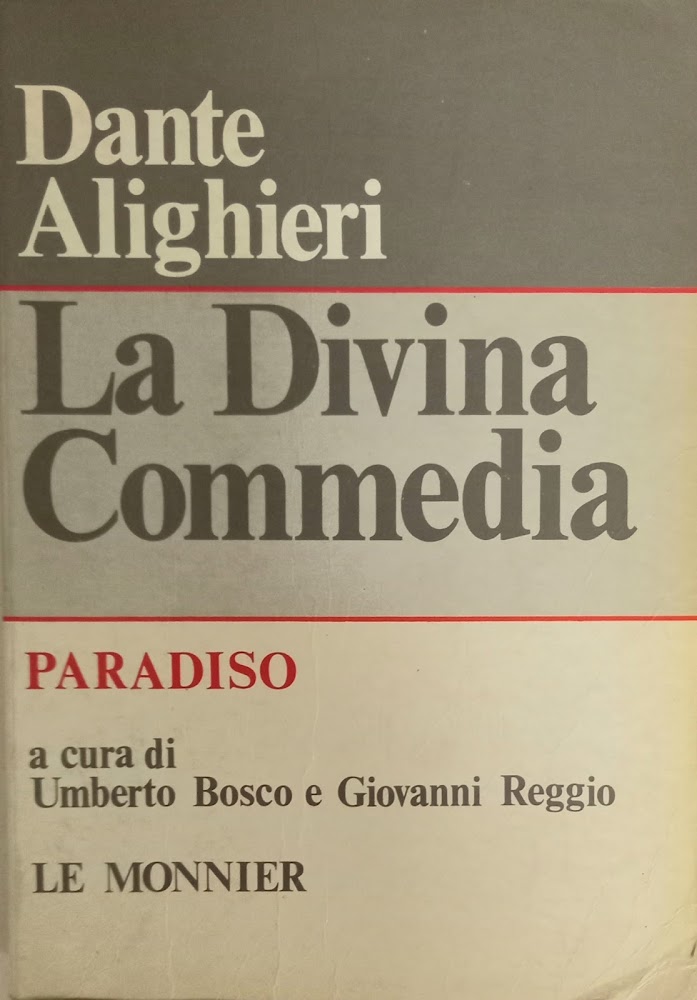 Dante
Alighieri
La Divina
Commedia
PARADISO
a cura di
Umberto Bosco e Giovanni Reggio
LE MONNIER